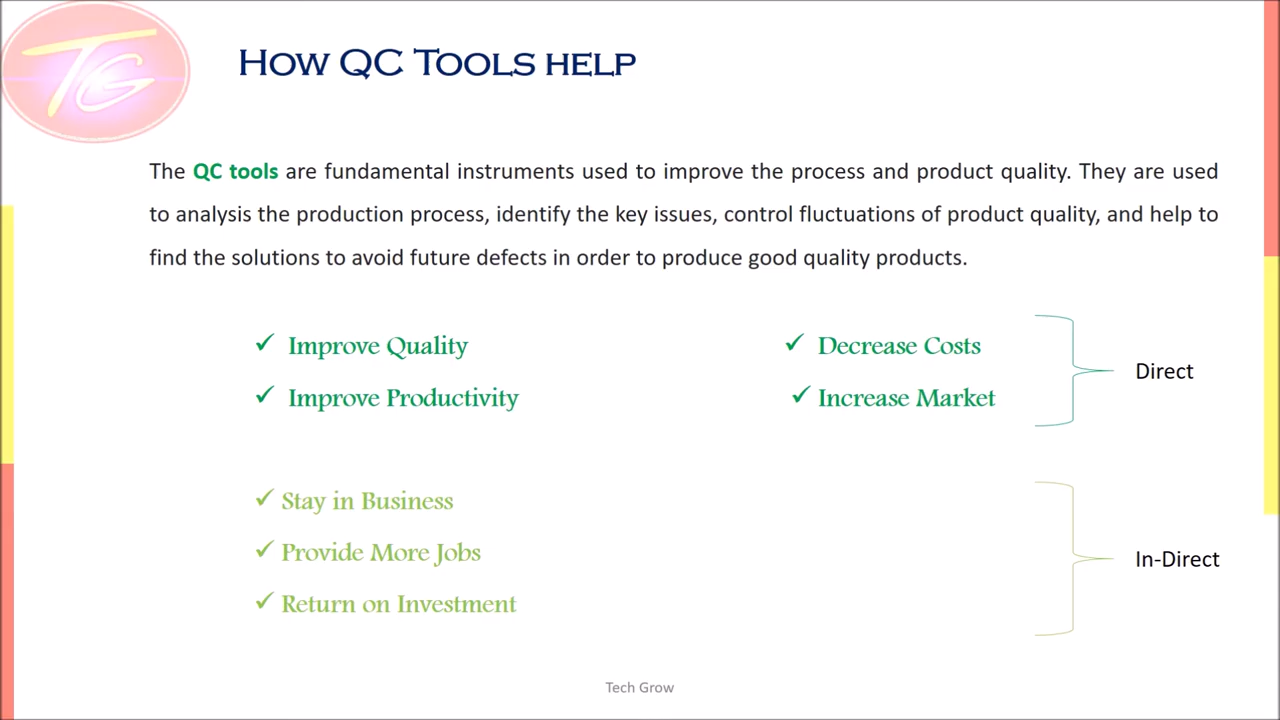 TG
How QC Tools help
The QC tools are fundamental instruments used to improve the process and product quality. They are used
to analysis the production process, identify the key issues, control fluctuations of product quality, and help to
find the solutions to avoid future defects in order to produce good quality products.
✓ Improve Quality
✓ Improve Productivity
✓ Decrease Costs
✓ Increase Market
Direct
✓ Stay in Business
✓ Provide More Jobs
✓ Return on Investment
In-Direct
Tech Grow